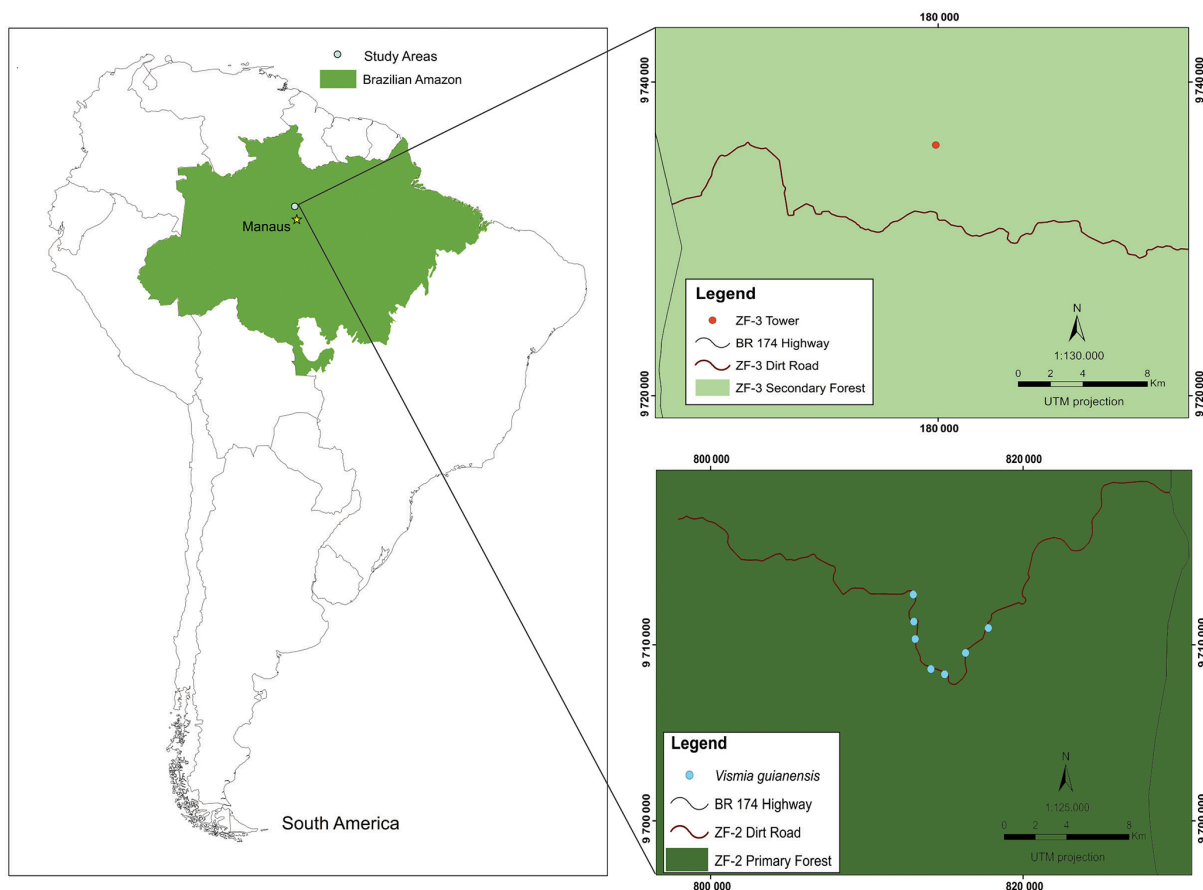 Study Areas
Brazilian Amazon
Manaus
South America
180 000
9 740 000
9 740 000
Legend
ZF-3 Tower
BR 174 Highway
ZF-3 Dirt Road
ZF-3 Secondary Forest
N
1:130.000
0 2 4 8
Km
UTM projection
9 720 000
9 720 000
180 000
800 000
820 000
9 710 000
9 710 000
Legend
Vismia guianensis
BR 174 Highway
ZF-2 Dirt Road
ZF-2 Primary Forest
N
1:125.000
0 2 4 8
Km
UTM projection
9 700 000
9 700 000
800 000
820 000